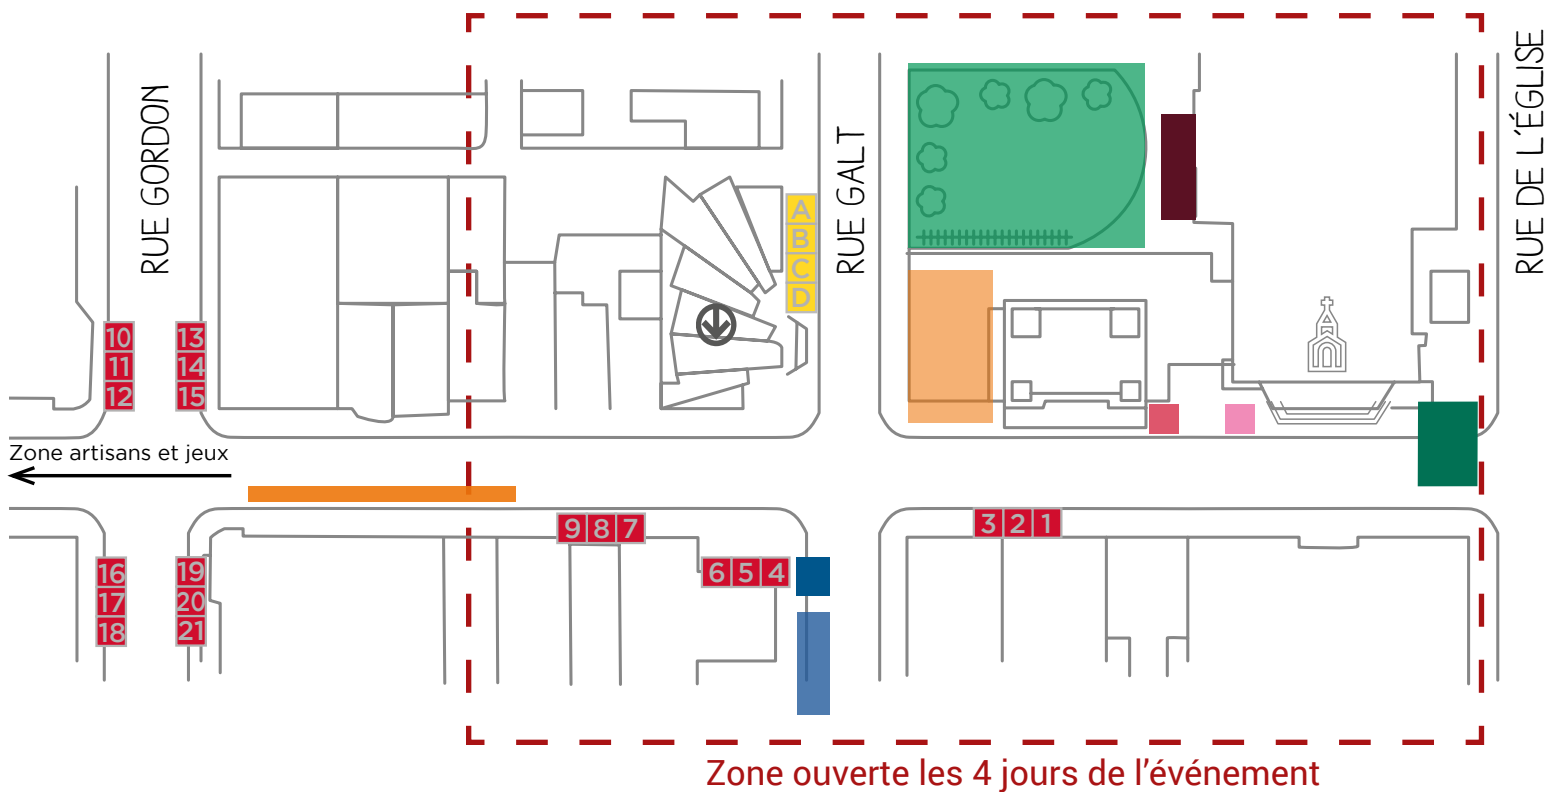 RUE GORDON
RUE GALT
RUE DE L'ÉGLISE
A
B
C
D
10
11
12
13
14
15
Zone artisans et jeux
9 8 7
3 2 1
6 5 4
16
17
18
19
20
21
Zone ouverte les 4 jours de l'événement